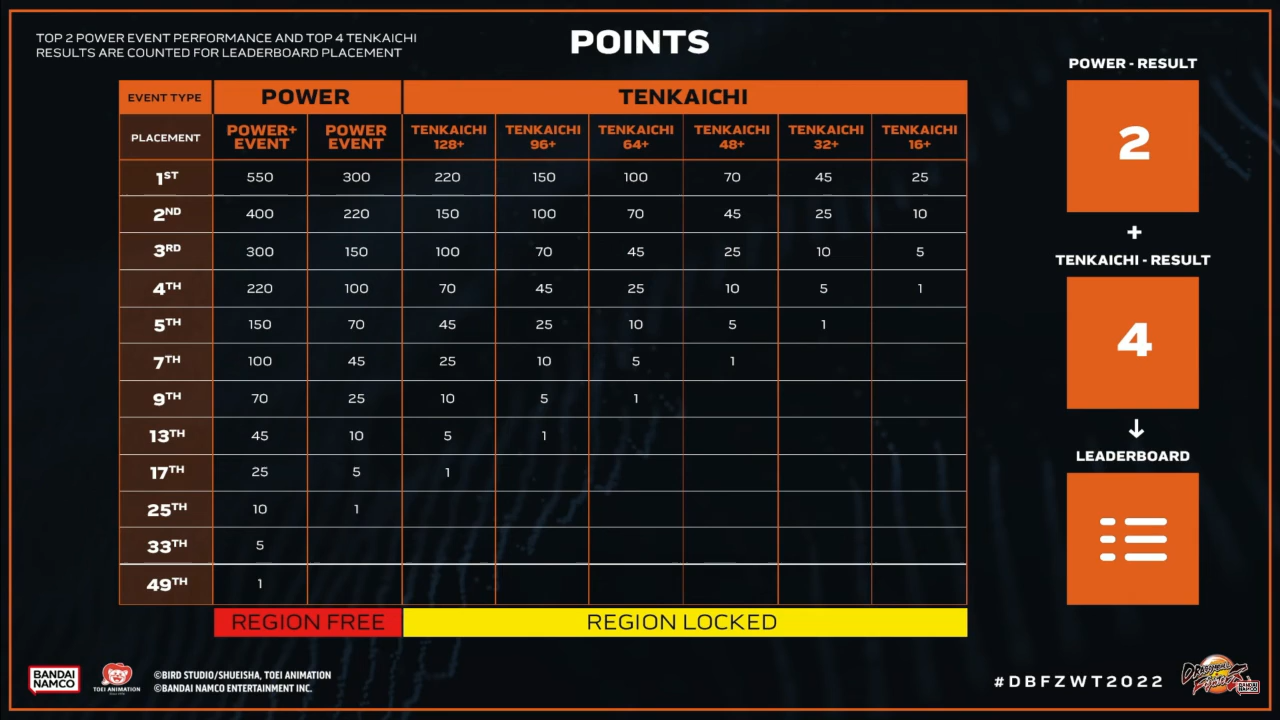 TOP 2 POWER EVENT PERFORMANCE AND TOP 4 TENKAICHI
RESULTS ARE COUNTED FOR LEADERBOARD PLACEMENT
POINTS
EVENT TYPE POWER TENKAICHI
PLACEMENT POWER+ EVENT POWER EVENT TENKAICHI 128+ TENKAICHI 96+ TENKAICHI 64+ TENKAICHI 48+ TENKAICHI 32+ TENKAICHI 16+
1ST 550 300 220 150 100 70 45 25
2ND 400 220 150 100 70 45 25 10
3RD 300 150 100 70 45 25 10 5
4TH 220 100 70 45 25 10 5 1
5TH 150 70 45 25 10 5 1
7TH 100 45 25 10 5 1
9TH 70 25 10 5 1
13TH 45 10 5 1
17TH 25 5 1
25TH 10 1
33TH 5
49TH 1
REGION FREE REGION LOCKED
POWER - RESULT
2
+
TENKAICHI - RESULT
4
↓
LEADERBOARD
BANDAI
NAMCO
TOEI ANIMATION
©BIRD STUDIO/SHUEISHA, TOEI ANIMATION
©BANDAI NAMCO ENTERTAINMENT INC.
#DBFZWT2022
BANDAI
NAMCO